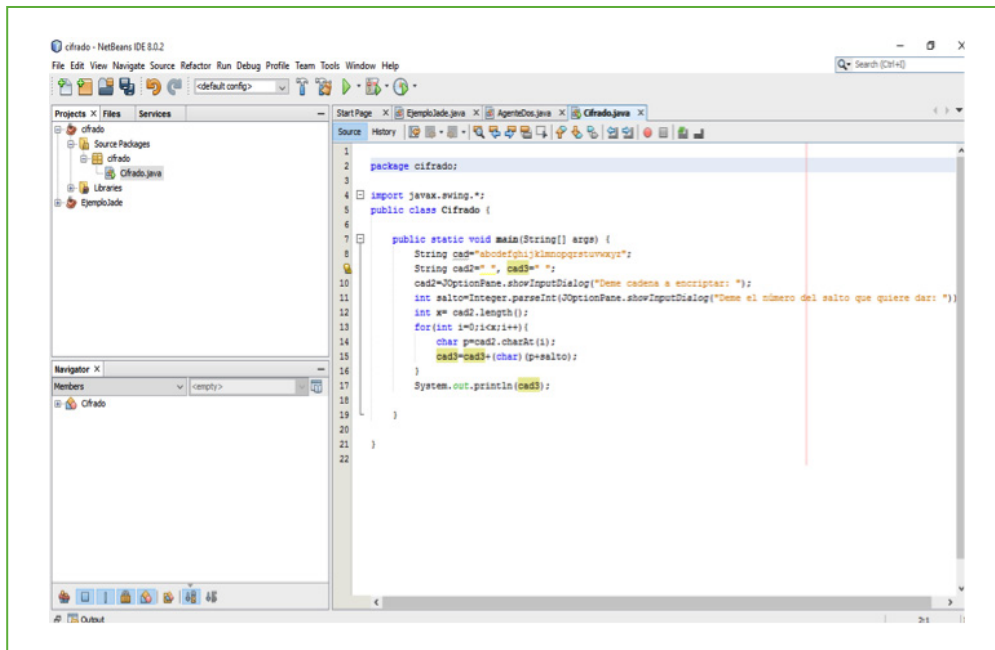 cifrado - NetBeans IDE 8.0.2
File Edit View Navigate Source Refactor Run Debug Profile Team Tools Window Help
Search (Ctrl+I)
<default config>
Projects X Files Services
cifrado
Source Packages
cifrado
Cifrado.java
Libraries
EjemploJade
Navigator X
Members
<empty>
Cifrado
Start Page X EjemploJade.java X AgenteDos.java X Cifrado.java X
Source History
1
2 package cifrado;
3
4 import javax.swing.*;
5 public class Cifrado {
6
7 public static void main(String[] args) {
8 String cad="abcdefghijklmnopqrstuvwxyz";
String cad2=" ", cad3=" ";
10 cad2=JOptionPane.showInputDialog("Deme cadena a encriptar: ");
11 int salto=Integer.parseInt(JOptionPane.showInputDialog("Deme el número del salto que quiere dar: "))
12 int x= cad2.length();
13 for(int i=0;i<x;i++){
14 char p=cad2.charAt(i);
15 cad3=cad3+(char)(p+salto);
16 }
17 System.out.println(cad3);
18
19 }
20
21 }
22
Output
2:1